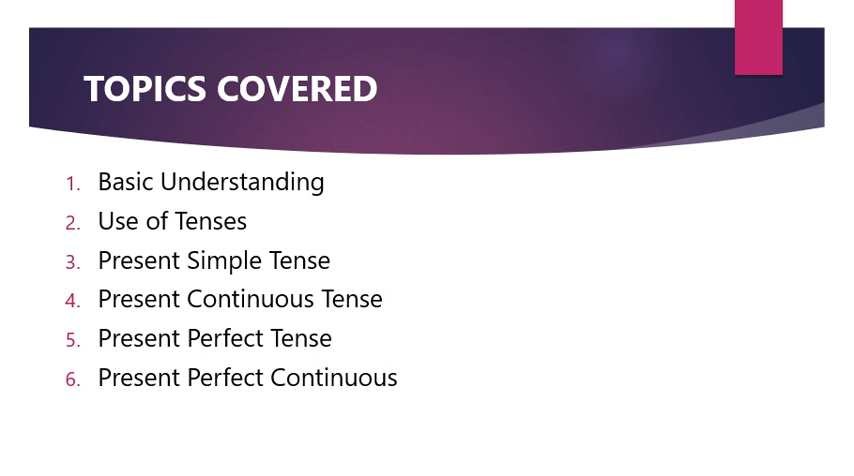 TOPICS COVERED
1. Basic Understanding
2. Use of Tenses
3. Present Simple Tense
4. Present Continuous Tense
5. Present Perfect Tense
6. Present Perfect Continuous